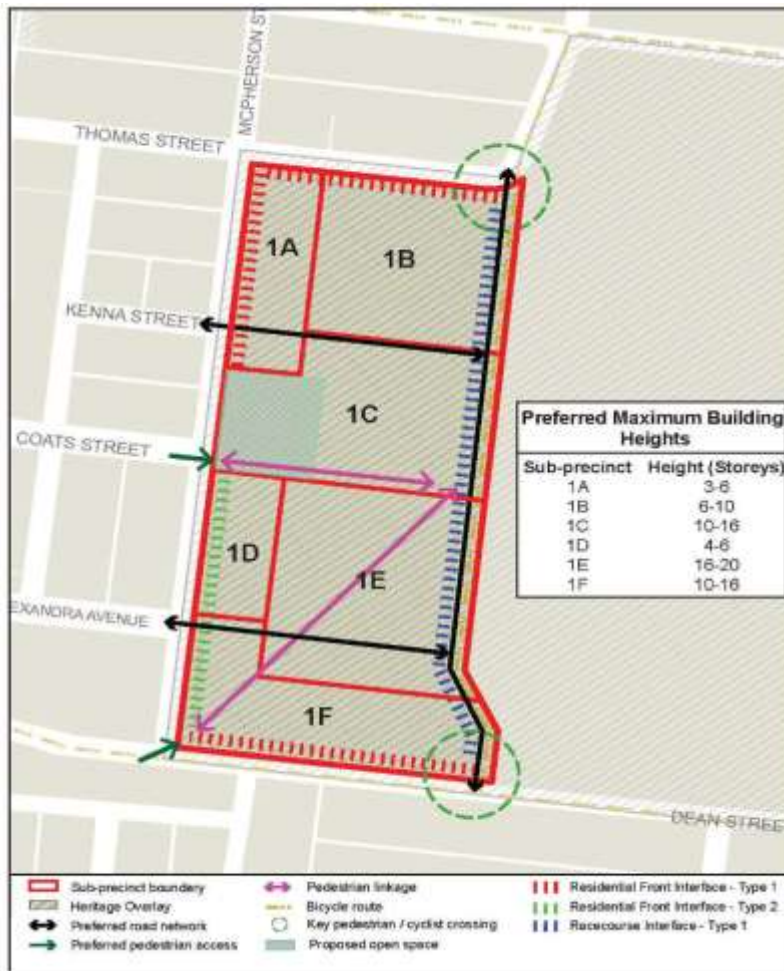 MCPHERSON ST
THOMAS STREET
1A
1B
KENNA STREET
1C
COATS STREET
Preferred Maximum Building
Heights
Sub-precinct Height (Storeys)
1A 3-6
1B 6-10
1C 10-16
1D 4-6
1E 16-20
1F 10-16
1D
1E
EXANDRA AVENUE
1F
DEAN STREET
Sub-precinct boundary
Heritage Overlay
Preferred road network
Preferred pedestrian access
Pedestrian linkage
Bicycle route
Key pedestrian / cyclist crossing
Proposed open space
Residential Front Interface - Type 1
Residential Front Interface - Type 2
Racecourse Interface - Type 1